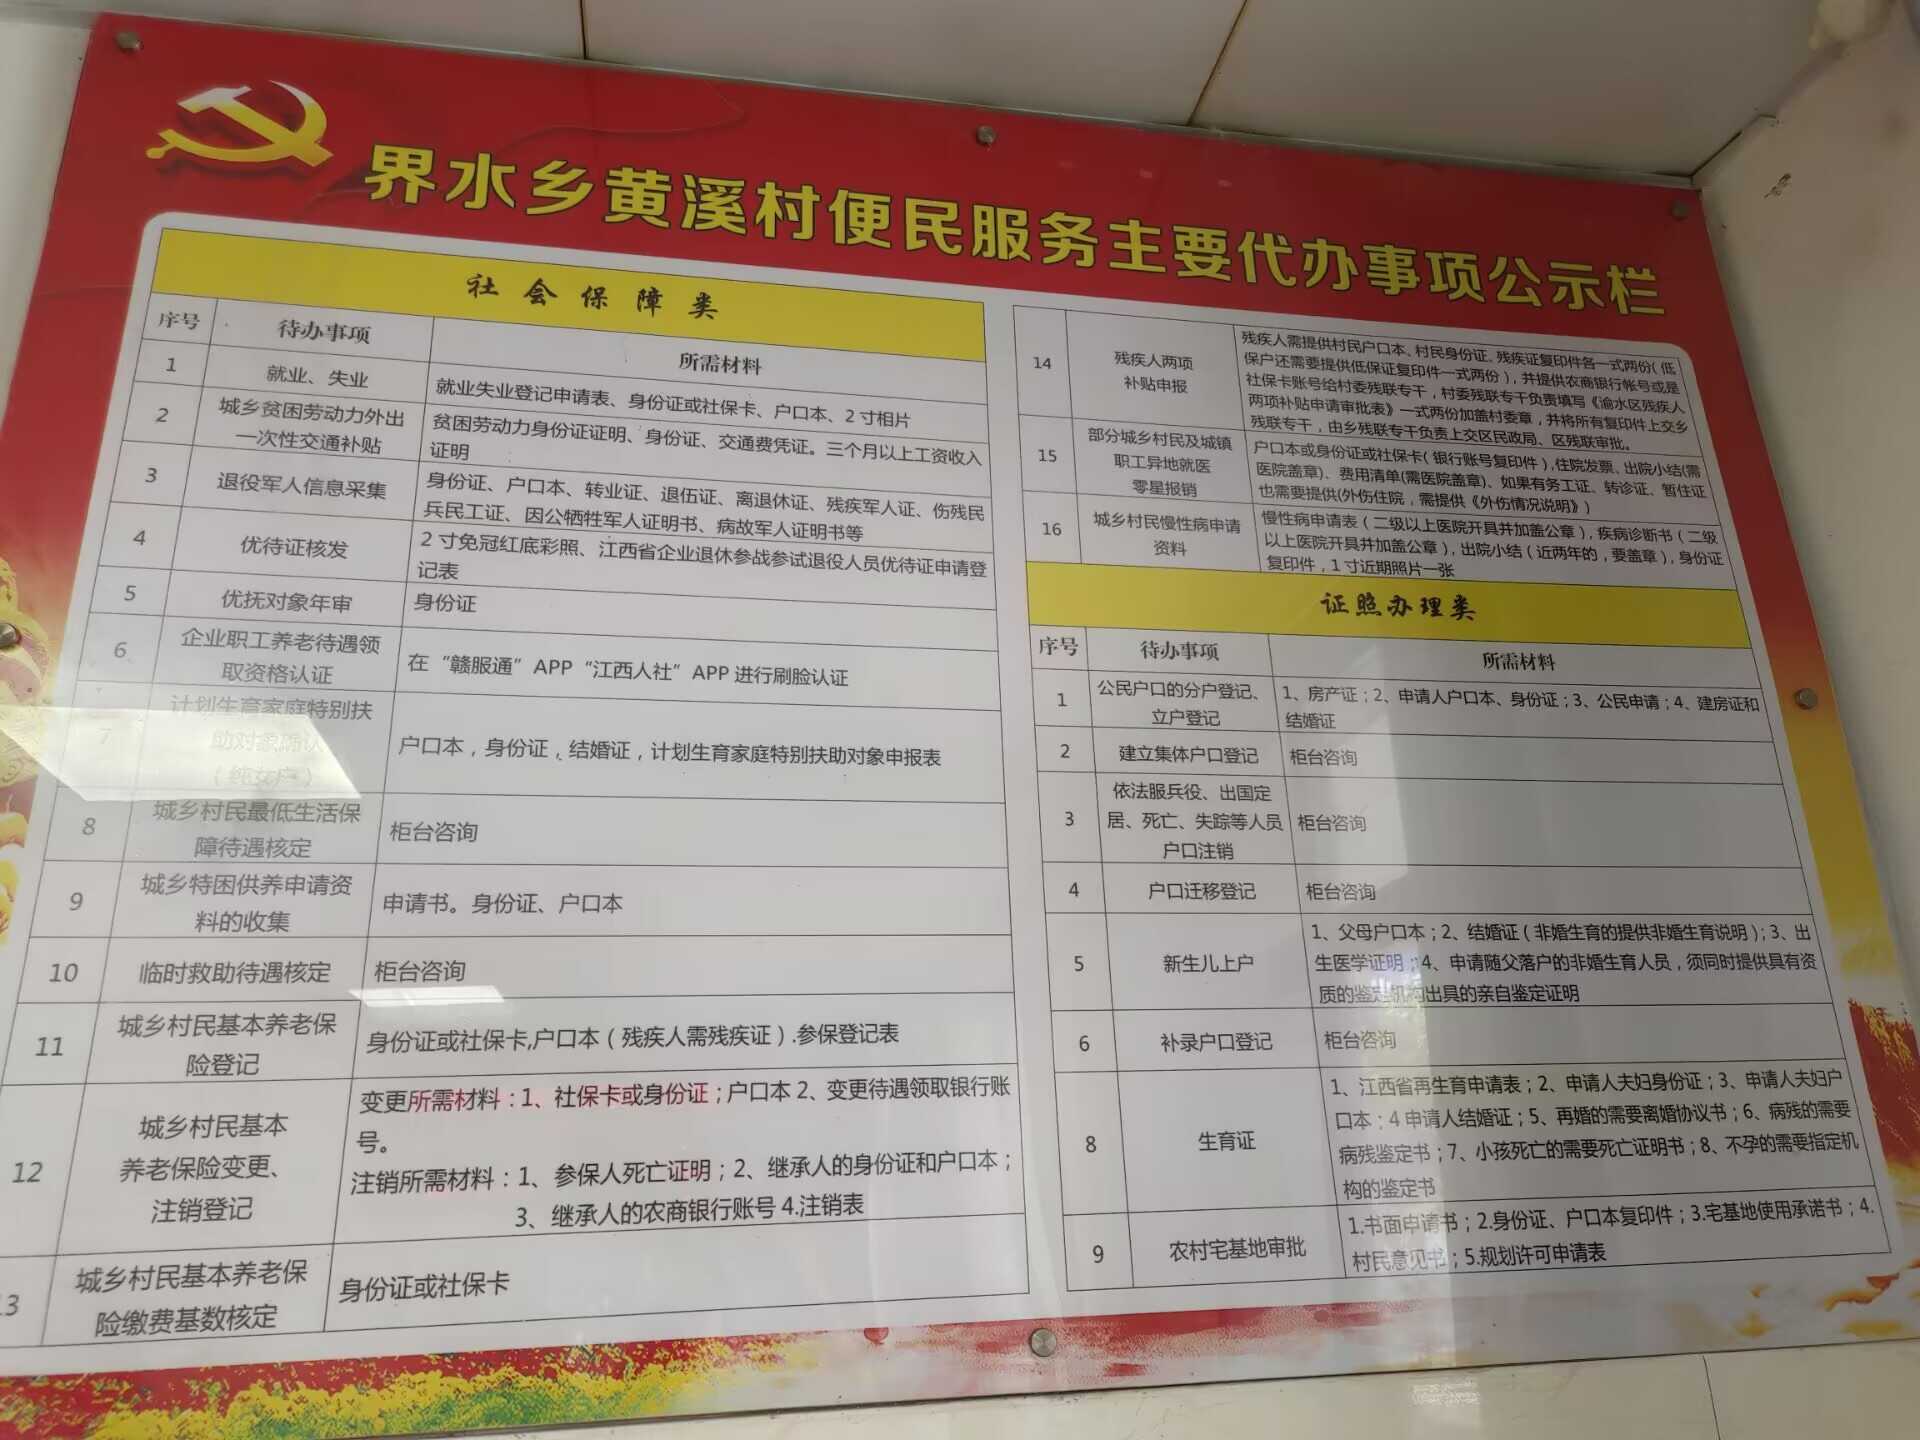 界水乡黄溪村便民服务主要代办事项公示栏
社会保障类
序号 待办事项 所需材料
1 就业、失业 就业失业登记申请表、身份证或社保卡、户口本、2寸相片
2 城乡贫困劳动力外出
一次性交通补贴
贫困劳动力身份证证明、身份证、交通费凭证。三个月以上工资收入
证明
3 退役军人信息采集
身份证、户口本、转业证、退伍证、离退休证、残疾军人证、伤残民
兵民工证、因公牺牲军人证明书、病故军人证明书等
4 优待证核发
2寸免冠红底彩照、江西省企业退休参战参试退役人员优待证申请登
记表
5 优抚对象年审 身份证
6 企业职工养老待遇领
取资格认证
在“赣服通”APP“江西人社”APP进行刷脸认证
7 计划生育家庭特别扶
助对象确认
（纯女户）
户口本，身份证，结婚证，计划生育家庭特别扶助对象申报表
8 城乡村民最低生活保
障待遇核定
柜台咨询
9 城乡特困供养申请资
料的收集
申请书。身份证、户口本
10 临时救助待遇核定 柜台咨询
11 城乡村民基本养老保
险登记
身份证或社保卡,户口本（残疾人需残疾证）.参保登记表
12 城乡村民基本
养老保险变更、
注销登记
变更所需材料：1、社保卡或身份证；户口本2、变更待遇领取银行账
号。
注销所需材料：1、参保人死亡证明；2、继承人的身份证和户口本；
3、继承人的农商银行账号4.注销表
13 城乡村民基本养老保
险缴费基数核定
身份证或社保卡
14 残疾人两项
补贴申报
残疾人需提供村民户口本、村民身份证、残疾证复印件各一式两份（低
保户还需要提供低保证复印件一式两份），并提供农商银行帐号或是
社保卡账号给村委残联专干，村委残联专干负责填写《渝水区残疾人
两项补贴申请审批表》一式两份加盖村委章，并将所有复印件上交乡
残联专干，由乡残联专干负责上交区民政局、区残联审批。
15 部分城乡村民及城镇
职工异地就医
零星报销
户口本或身份证或社保卡（银行账号复印件）,住院发票、出院小结(需
医院盖章)、费用清单(需医院盖章)、如果有务工证、转诊证、暂住证
也需要提供(外伤住院，需提供《外伤情况说明》)
16 城乡村民慢性病申请
资料
慢性病申请表（二级以上医院开具并加盖公章），疾病诊断书（二级
以上医院开具并加盖公章），出院小结（近两年的，要盖章），身份证
复印件，1寸近期照片一张
证照办理类
序号 待办事项 所需材料
1 公民户口的分户登记、
立户登记
1、房产证；2、申请人户口本、身份证；3、公民申请；4、建房证和
结婚证
2 建立集体户口登记 柜台咨询
3 依法服兵役、出国定
居、死亡、失踪等人员
户口注销
柜台咨询
4 户口迁移登记 柜台咨询
5 新生儿上户
1、父母户口本；2、结婚证（非婚生育的提供非婚生育说明）；3、出
生医学证明；4、申请随父落户的非婚生育人员，须同时提供具有资
质的鉴定机构出具的亲自鉴定证明
6 补录户口登记 柜台咨询
8 生育证
1、江西省再生育申请表；2、申请人夫妇身份证；3、申请人夫妇户
口本：4申请人结婚证；5、再婚的需要离婚协议书；6、病残的需要
病残鉴定书；7、小孩死亡的需要死亡证明书；8、不孕的需要指定机
构的鉴定书
9 农村宅基地审批
1.书面申请书；2.身份证、户口本复印件；3.宅基地使用承诺书；4.
村民意见书；5.规划许可申请表